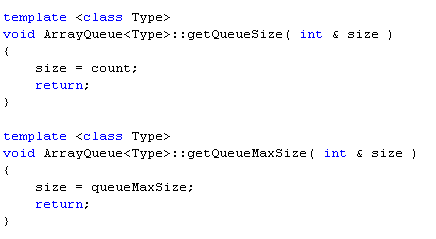 template <class Type>
void ArrayQueue<Type>::getQueueSize( int & size )
{
    size = count;
    return;
}

template <class Type>
void ArrayQueue<Type>::getQueueMaxSize( int & size )
{
    size = queueMaxSize;
    return;
}